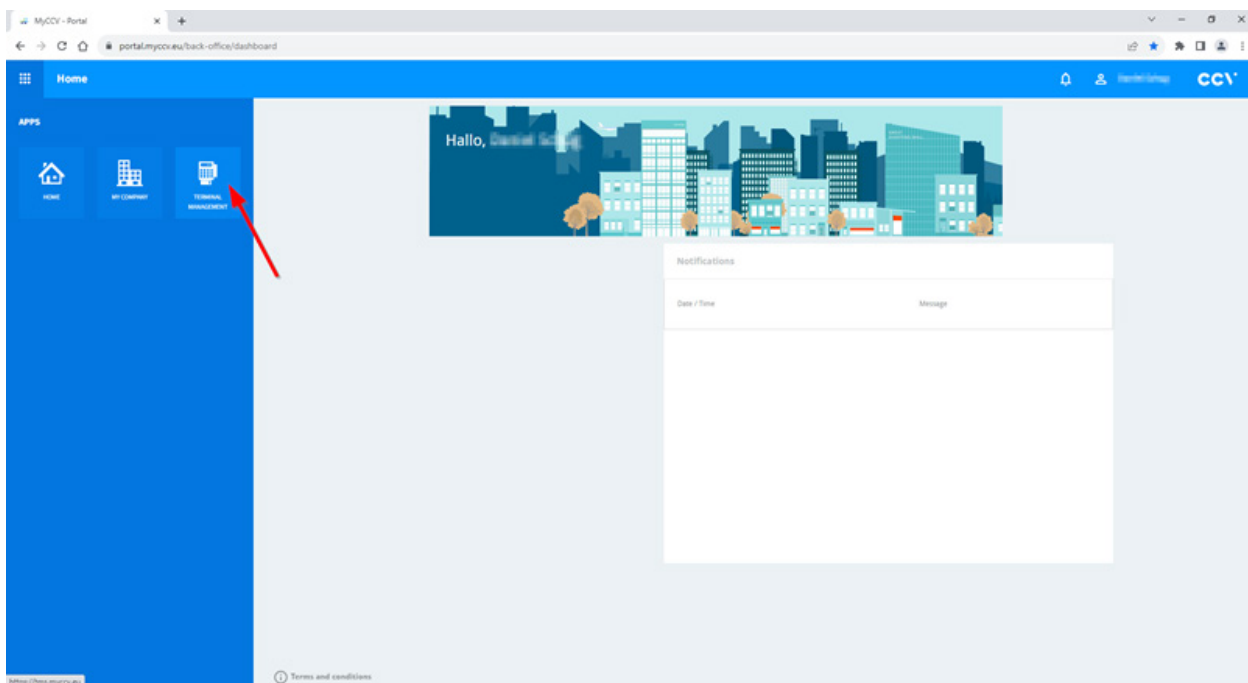 MyCCV - Portal
portal.myccv.eu/back-office/dashboard
Home
CCV
APPS
HOME
MY COMPANY
TERMINAL
MANAGEMENT
Hallo,
Notifications
Date / Time
Message
Terms and conditions